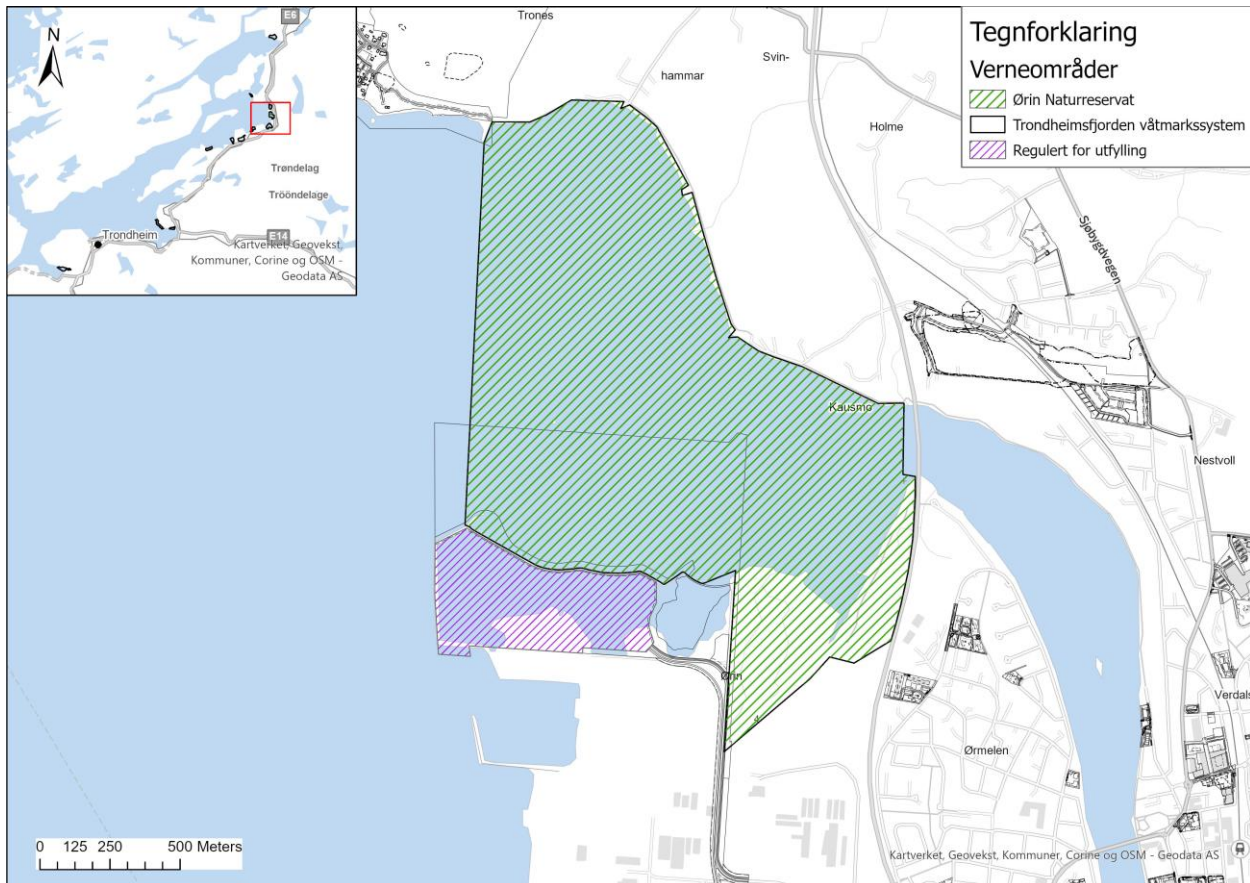 N
E6
Trøndelag
Trööndelage
Trondheim
E14
Kartverket, Geovekst,
Kommuner, Corine og OSM -
Geodata AS
Trones
Svin-
hammar
Holme
Tegnforklaring
Verneområder
Ørin Naturreservat
Trondheimsfjorden våtmarkssystem
Regulert for utfylling
Sjøbygdvegen
Kausmo
Nestvoll
Ørin
Verdals
Ørmelen
0 125 250 500 Meters
Kartverket, Geovekst, Kommuner, Corine og OSM - Geodata AS